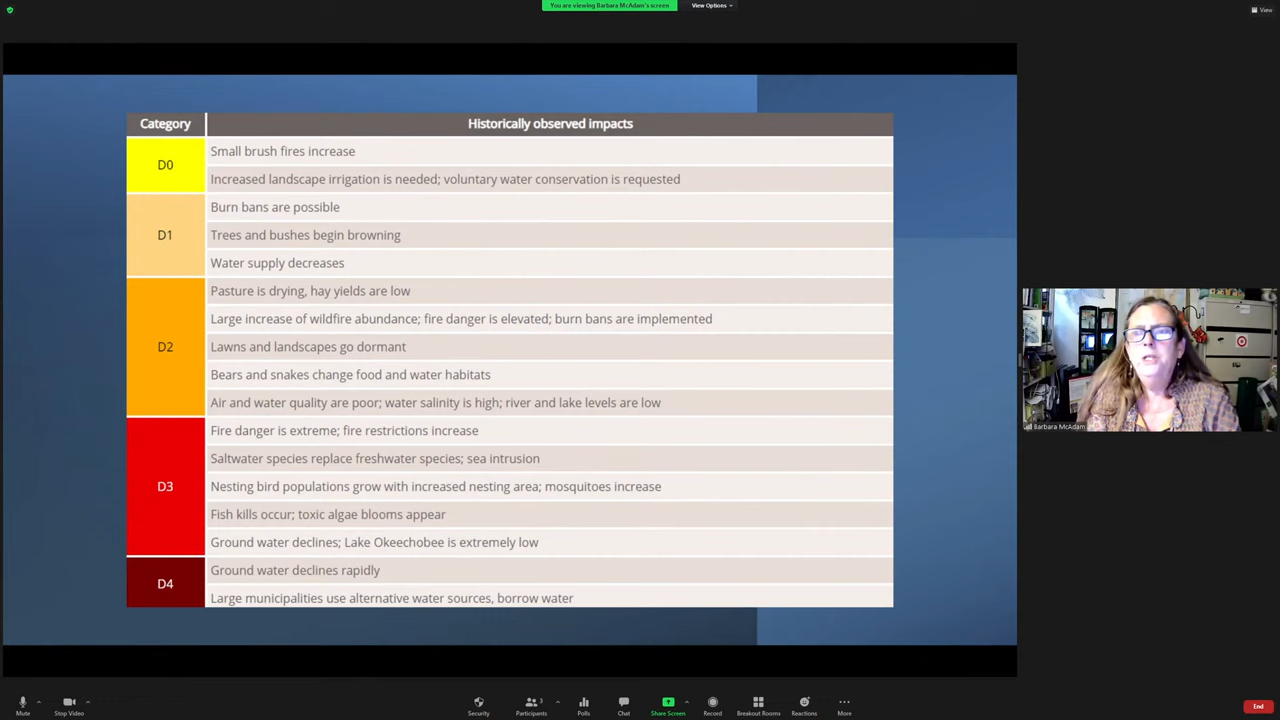 You are viewing Barbara McAdam's screen
View Options
View
Category
Historically observed impacts
D0
Small brush fires increase
Increased landscape irrigation is needed; voluntary water conservation is requested
D1
Burn bans are possible
Trees and bushes begin browning
Water supply decreases
D2
Pasture is drying, hay yields are low
Large increase of wildfire abundance; fire danger is elevated; burn bans are implemented
Lawns and landscapes go dormant
Bears and snakes change food and water habitats
Air and water quality are poor; water salinity is high; river and lake levels are low
D3
Fire danger is extreme; fire restrictions increase
Saltwater species replace freshwater species; sea intrusion
Nesting bird populations grow with increased nesting area; mosquitoes increase
Fish kills occur; toxic algae blooms appear
Ground water declines; Lake Okeechobee is extremely low
D4
Ground water declines rapidly
Large municipalities use alternative water sources, borrow water
Barbara McAdam
Mute
Stop Video
Security
Participants
3
Polls
Chat
Share Screen
Record
Breakout Rooms
Reactions
More
End